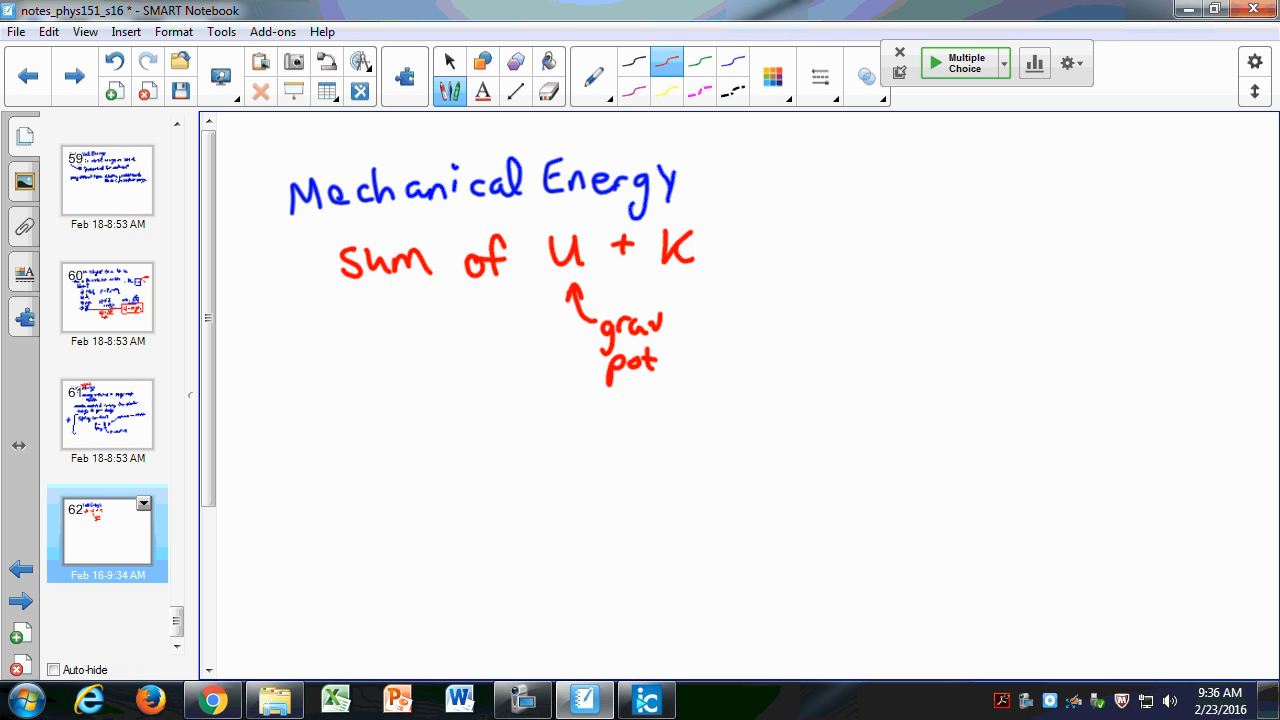 notes_phys151_s16 * - SMART Notebook
File Edit View Insert Format Tools Add-ons Help
Multiple
Choice
59
Feb 18-8:53 AM
60
Feb 18-8:53 AM
61
Feb 18-8:53 AM
62
Feb 16-9:34 AM
Auto-hide
Mechanical Energy
sum of U + K
grav
pot
9:36 AM
2/23/2016